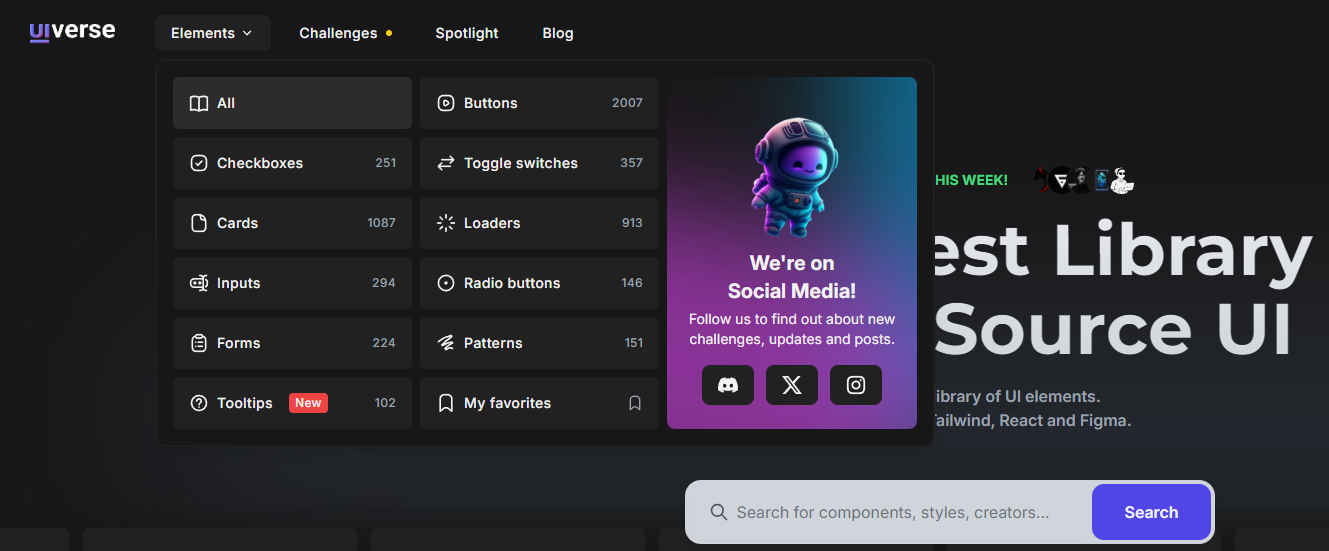 uiverse
Elements
Challenges
Spotlight
Blog
All
Buttons 2007
Checkboxes 251
Toggle switches 357
Cards 1087
Loaders 913
Inputs 294
Radio buttons 146
Forms 224
Patterns 151
Tooltips New 102
My favorites
We're on
Social Media!
Follow us to find out about new
challenges, updates and posts.
HIS WEEK!
est Library
Source UI
ibrary of UI elements.
Tailwind, React and Figma.
Search for components, styles, creators...
Search